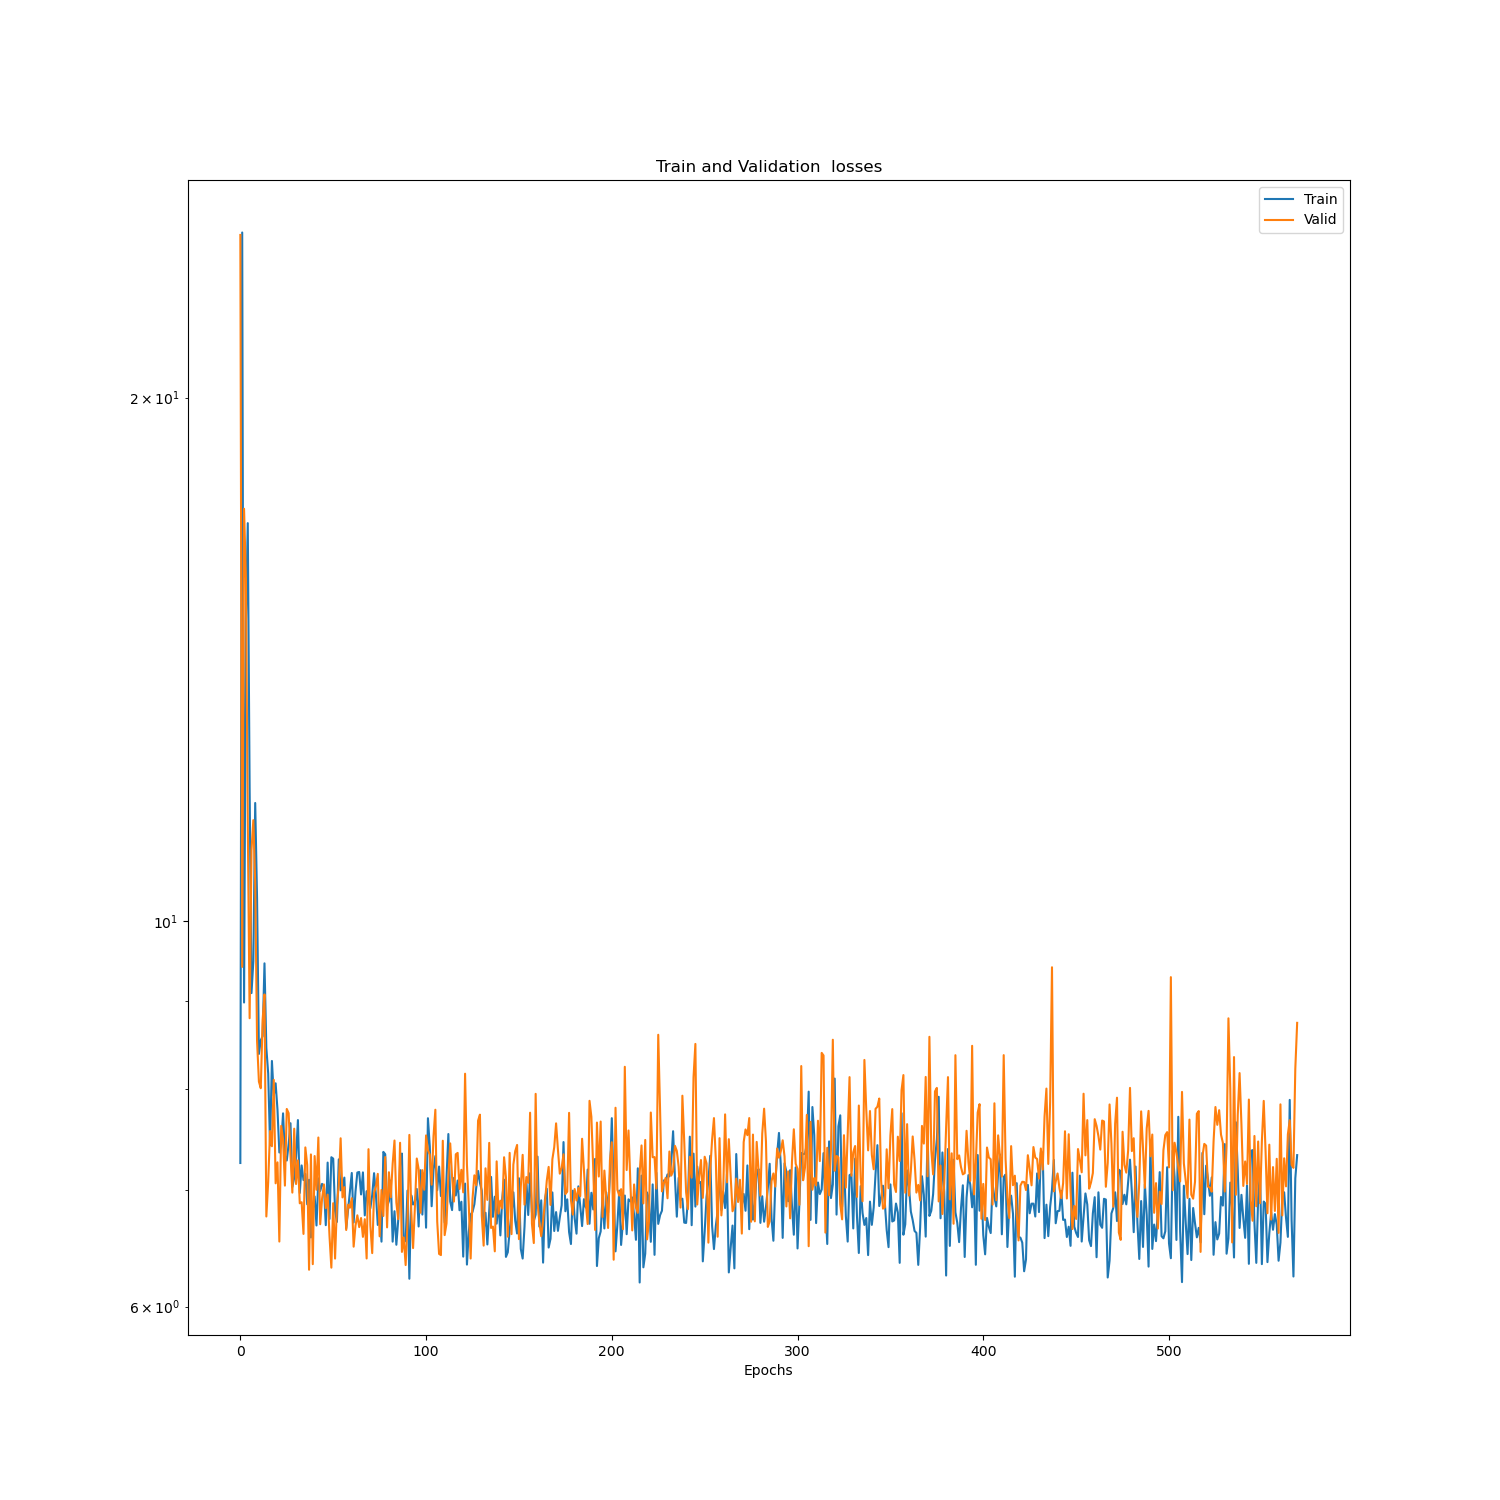 Train and Validation  losses
Train
Valid
2 × 10¹
10¹
6 × 10⁰
0 100 200 300 400 500
Epochs